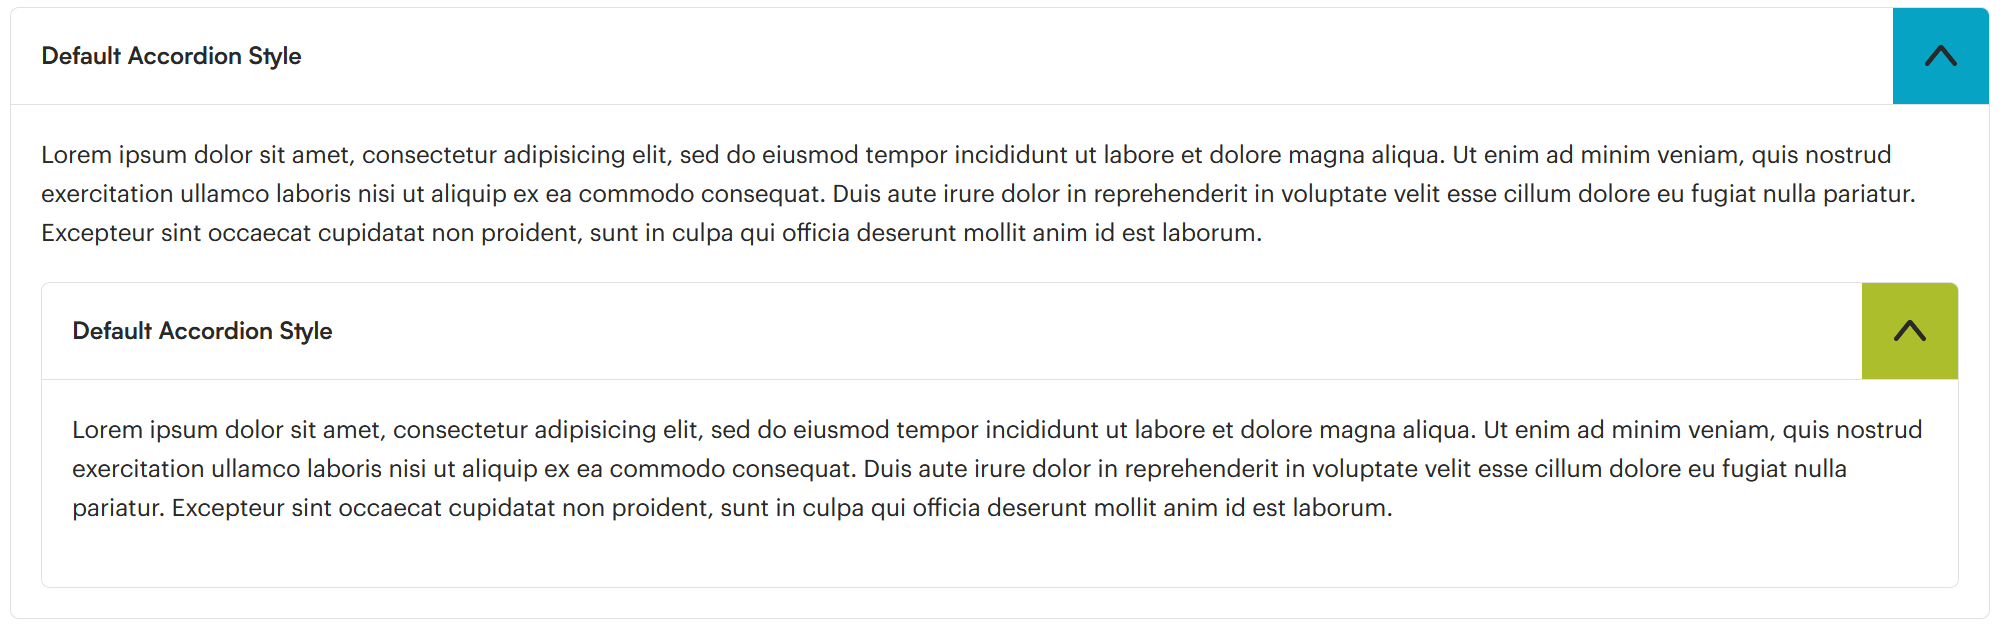 Default Accordion Style
Lorem ipsum dolor sit amet, consectetur adipisicing elit, sed do eiusmod tempor incididunt ut labore et dolore magna aliqua. Ut enim ad minim veniam, quis nostrud
exercitation ullamco laboris nisi ut aliquip ex ea commodo consequat. Duis aute irure dolor in reprehenderit in voluptate velit esse cillum dolore eu fugiat nulla pariatur.
Excepteur sint occaecat cupidatat non proident, sunt in culpa qui officia deserunt mollit anim id est laborum.
Default Accordion Style
Lorem ipsum dolor sit amet, consectetur adipisicing elit, sed do eiusmod tempor incididunt ut labore et dolore magna aliqua. Ut enim ad minim veniam, quis nostrud
exercitation ullamco laboris nisi ut aliquip ex ea commodo consequat. Duis aute irure dolor in reprehenderit in voluptate velit esse cillum dolore eu fugiat nulla
pariatur. Excepteur sint occaecat cupidatat non proident, sunt in culpa qui officia deserunt mollit anim id est laborum.